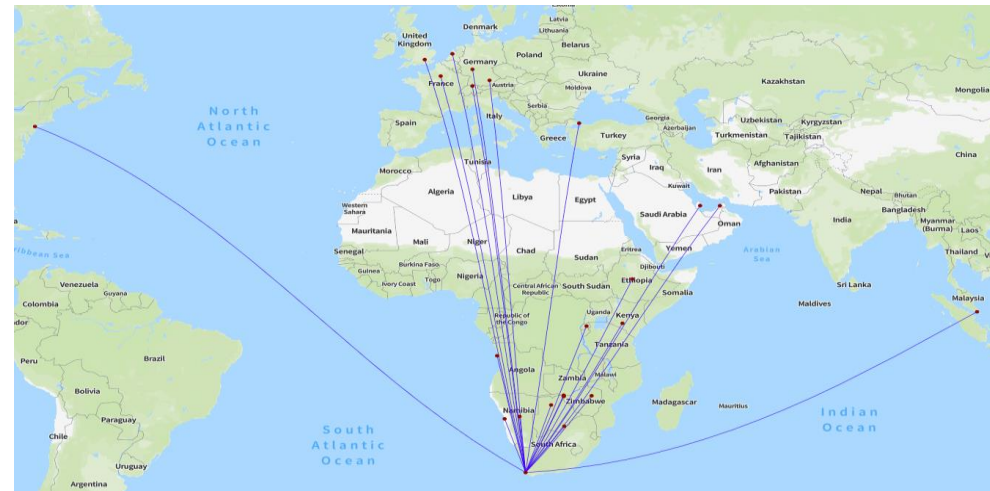 Denmark
Latvia
Lithuania
United
Kingdom
Belarus
Poland
Germany
Ukraine
France
Austria
Moldova
Kazakhstan
Mongolia
North
Atlantic
Ocean
Serbia
Italy
Spain
Georgia
Azerbaijan
Uzbekistan
Kyrgyzstan
Greece
Turkey
Turkmenistan
Tajikistan
China
Tunisia
Syria
Morocco
Iraq
Iran
Afghanistan
Kuwait
Pakistan
Nepal
Bhutan
Algeria
Libya
Egypt
Western
Sahara
Saudi Arabia
Bangladesh
India
Myanmar
(Burma)
Laos
Mauritania
Oman
Mali
Niger
Chad
Sudan
Eritrea
Yemen
Arabian
Sea
Thailand
Senegal
Burkina Faso
Djibouti
Guinea
Ivory Coast
Togo
Nigeria
Central African
Republic
South Sudan
Ethiopia
Somalia
Sri Lanka
Malaysia
Maldives
Venezuela
Guyana
Colombia
Republic of
the Congo
Uganda
Kenya
Tanzania
Peru
Brazil
Angola
Zambia
Malawi
Bolivia
Namibia
Zimbabwe
Madagascar
Mauritius
Indian
Ocean
Paraguay
Chile
South
Atlantic
Ocean
South Africa
Uruguay
Argentina